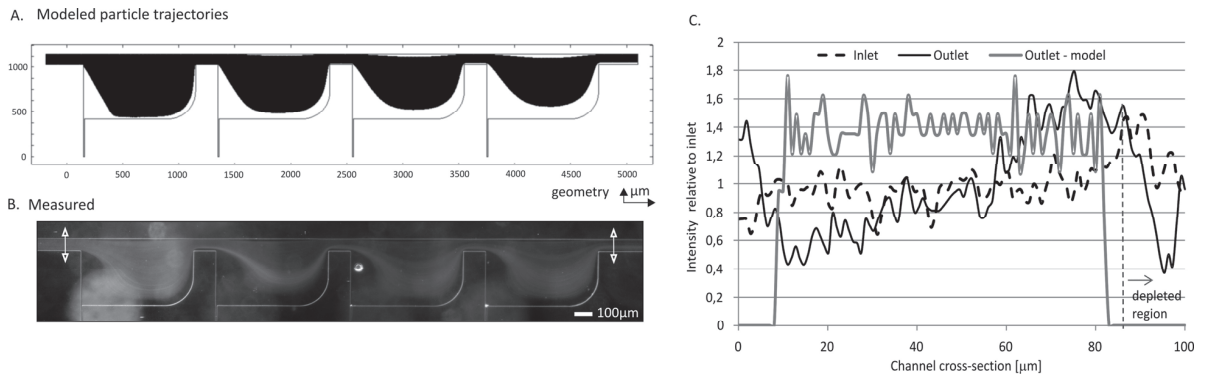 A. Modeled particle trajectories
1000
500
0
0 500 1000 1500 2000 2500 3000 3500 4000 4500 5000
geometry µm
B. Measured
100µm
C.
2
1,8
1,6
1,4
1,2
1
0,8
0,6
0,4
0,2
0
Intensity relative to inlet
Inlet Outlet Outlet - model
depleted
region
0 20 40 60 80 100
Channel cross-section [µm]